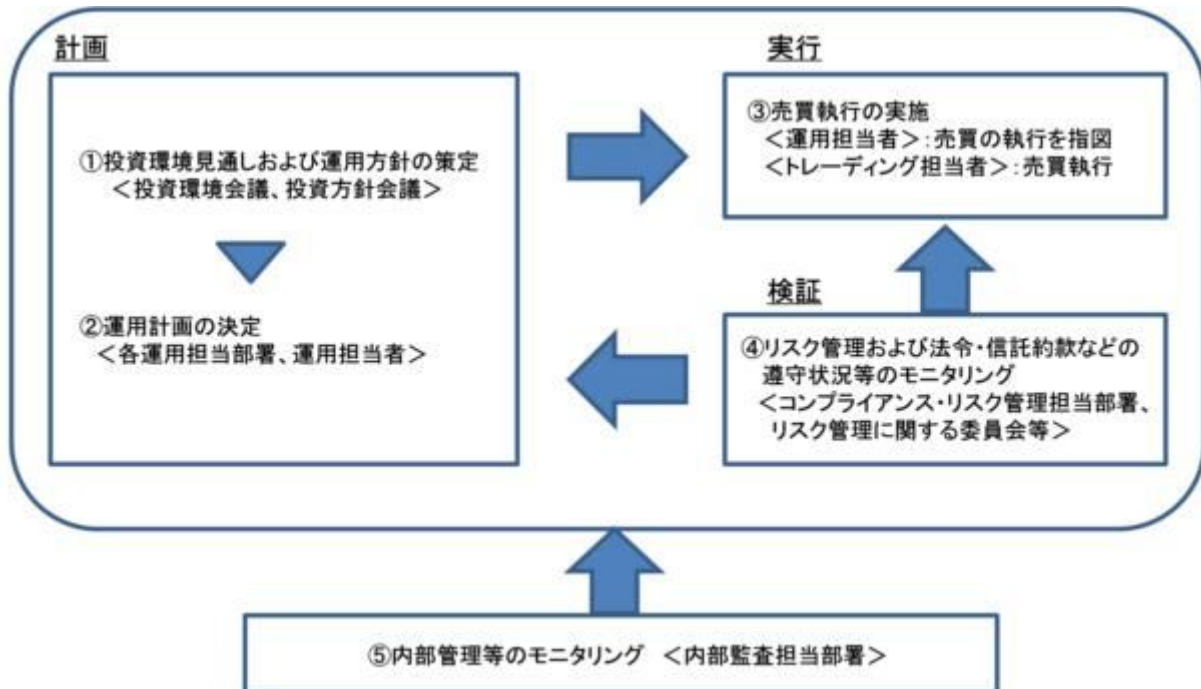 計画
①投資環境見通しおよび運用方針の策定
＜投資環境会議、投資方針会議＞
②運用計画の決定
＜各運用担当部署、運用担当者＞
実行
③売買執行の実施
＜運用担当者＞：売買の執行を指図
＜トレーディング担当者＞：売買執行
検証
④リスク管理および法令・信託約款などの
遵守状況等のモニタリング
＜コンプライアンス・リスク管理担当部署、
リスク管理に関する委員会等＞
⑤内部管理等のモニタリング ＜内部監査担当部署＞